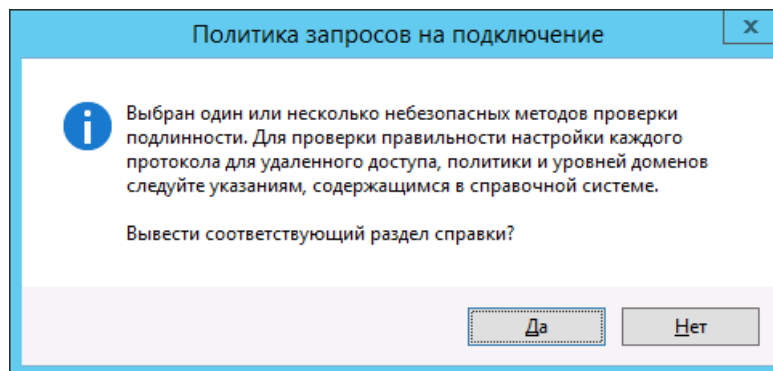 Политика запросов на подключение
x
Выбран один или несколько небезопасных методов проверки
подлинности. Для проверки правильности настройки каждого
протокола для удаленного доступа, политики и уровней доменов
следуйте указаниям, содержащимся в справочной системе.
Вывести соответствующий раздел справки?
Да
Нет